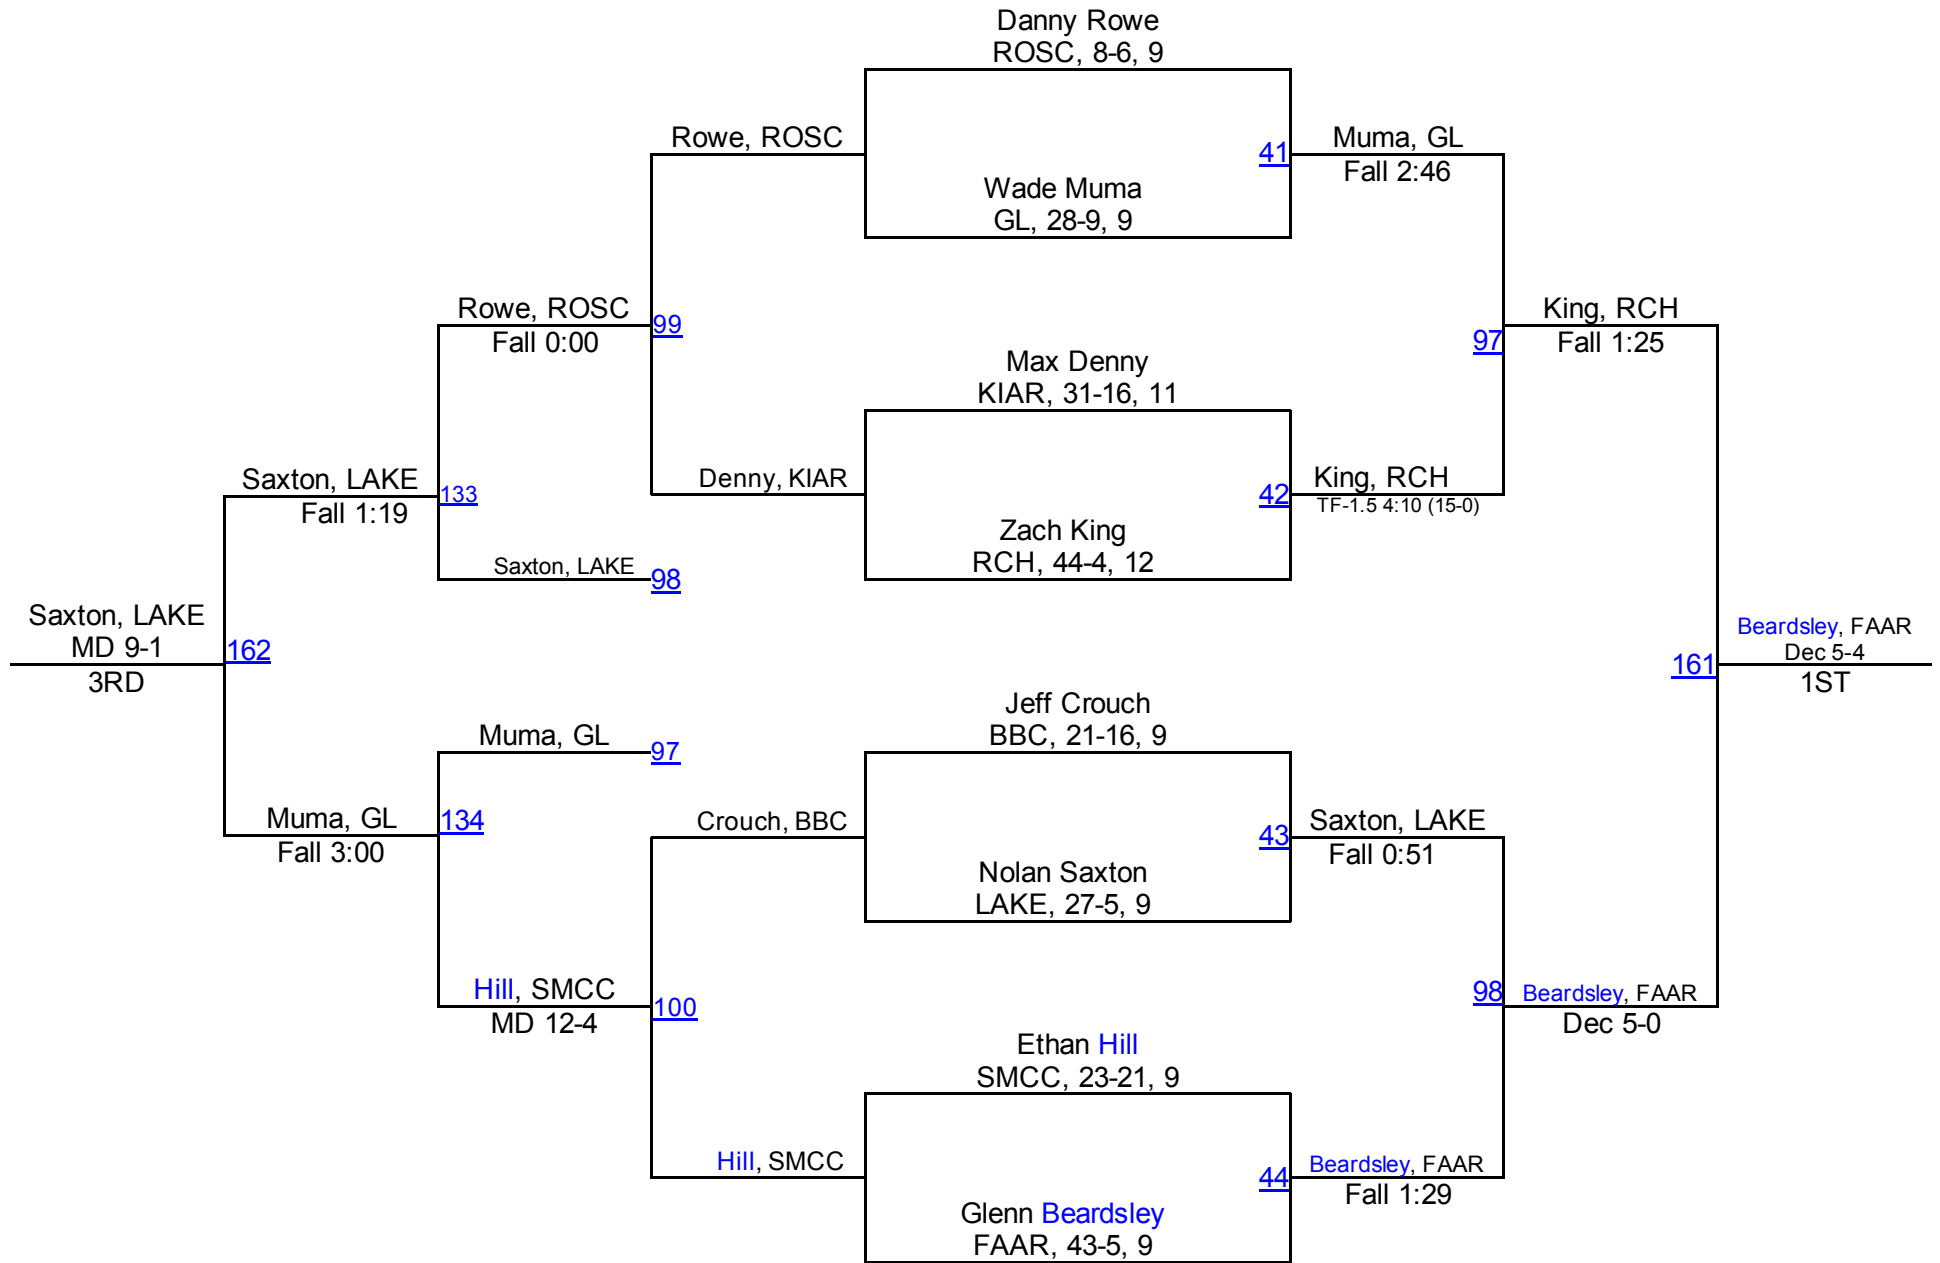 Danny Rowe
ROSC, 8-6, 9
Rowe, ROSC
41
Muma, GL
Fall 2:46
Wade Muma
GL, 28-9, 9
Rowe, ROSC
Fall 0:00
99
King, RCH
Fall 1:25
97
Max Denny
KIAR, 31-16, 11
Saxton, LAKE
Fall 1:19
133
Denny, KIAR
42
King, RCH
TF-1.5 4:10 (15-0)
Zach King
RCH, 44-4, 12
Saxton, LAKE
98
Saxton, LAKE
MD 9-1
3RD
162
161
Beardsley, FAAR
Dec 5-4
1ST
Jeff Crouch
BBC, 21-16, 9
Muma, GL
97
Muma, GL
Fall 3:00
134
Crouch, BBC
43
Saxton, LAKE
Fall 0:51
Nolan Saxton
LAKE, 27-5, 9
Hill, SMCC
MD 12-4
100
98
Beardsley, FAAR
Dec 5-0
Ethan Hill
SMCC, 23-21, 9
Hill, SMCC
44
Beardsley, FAAR
Fall 1:29
Glenn Beardsley
FAAR, 43-5, 9